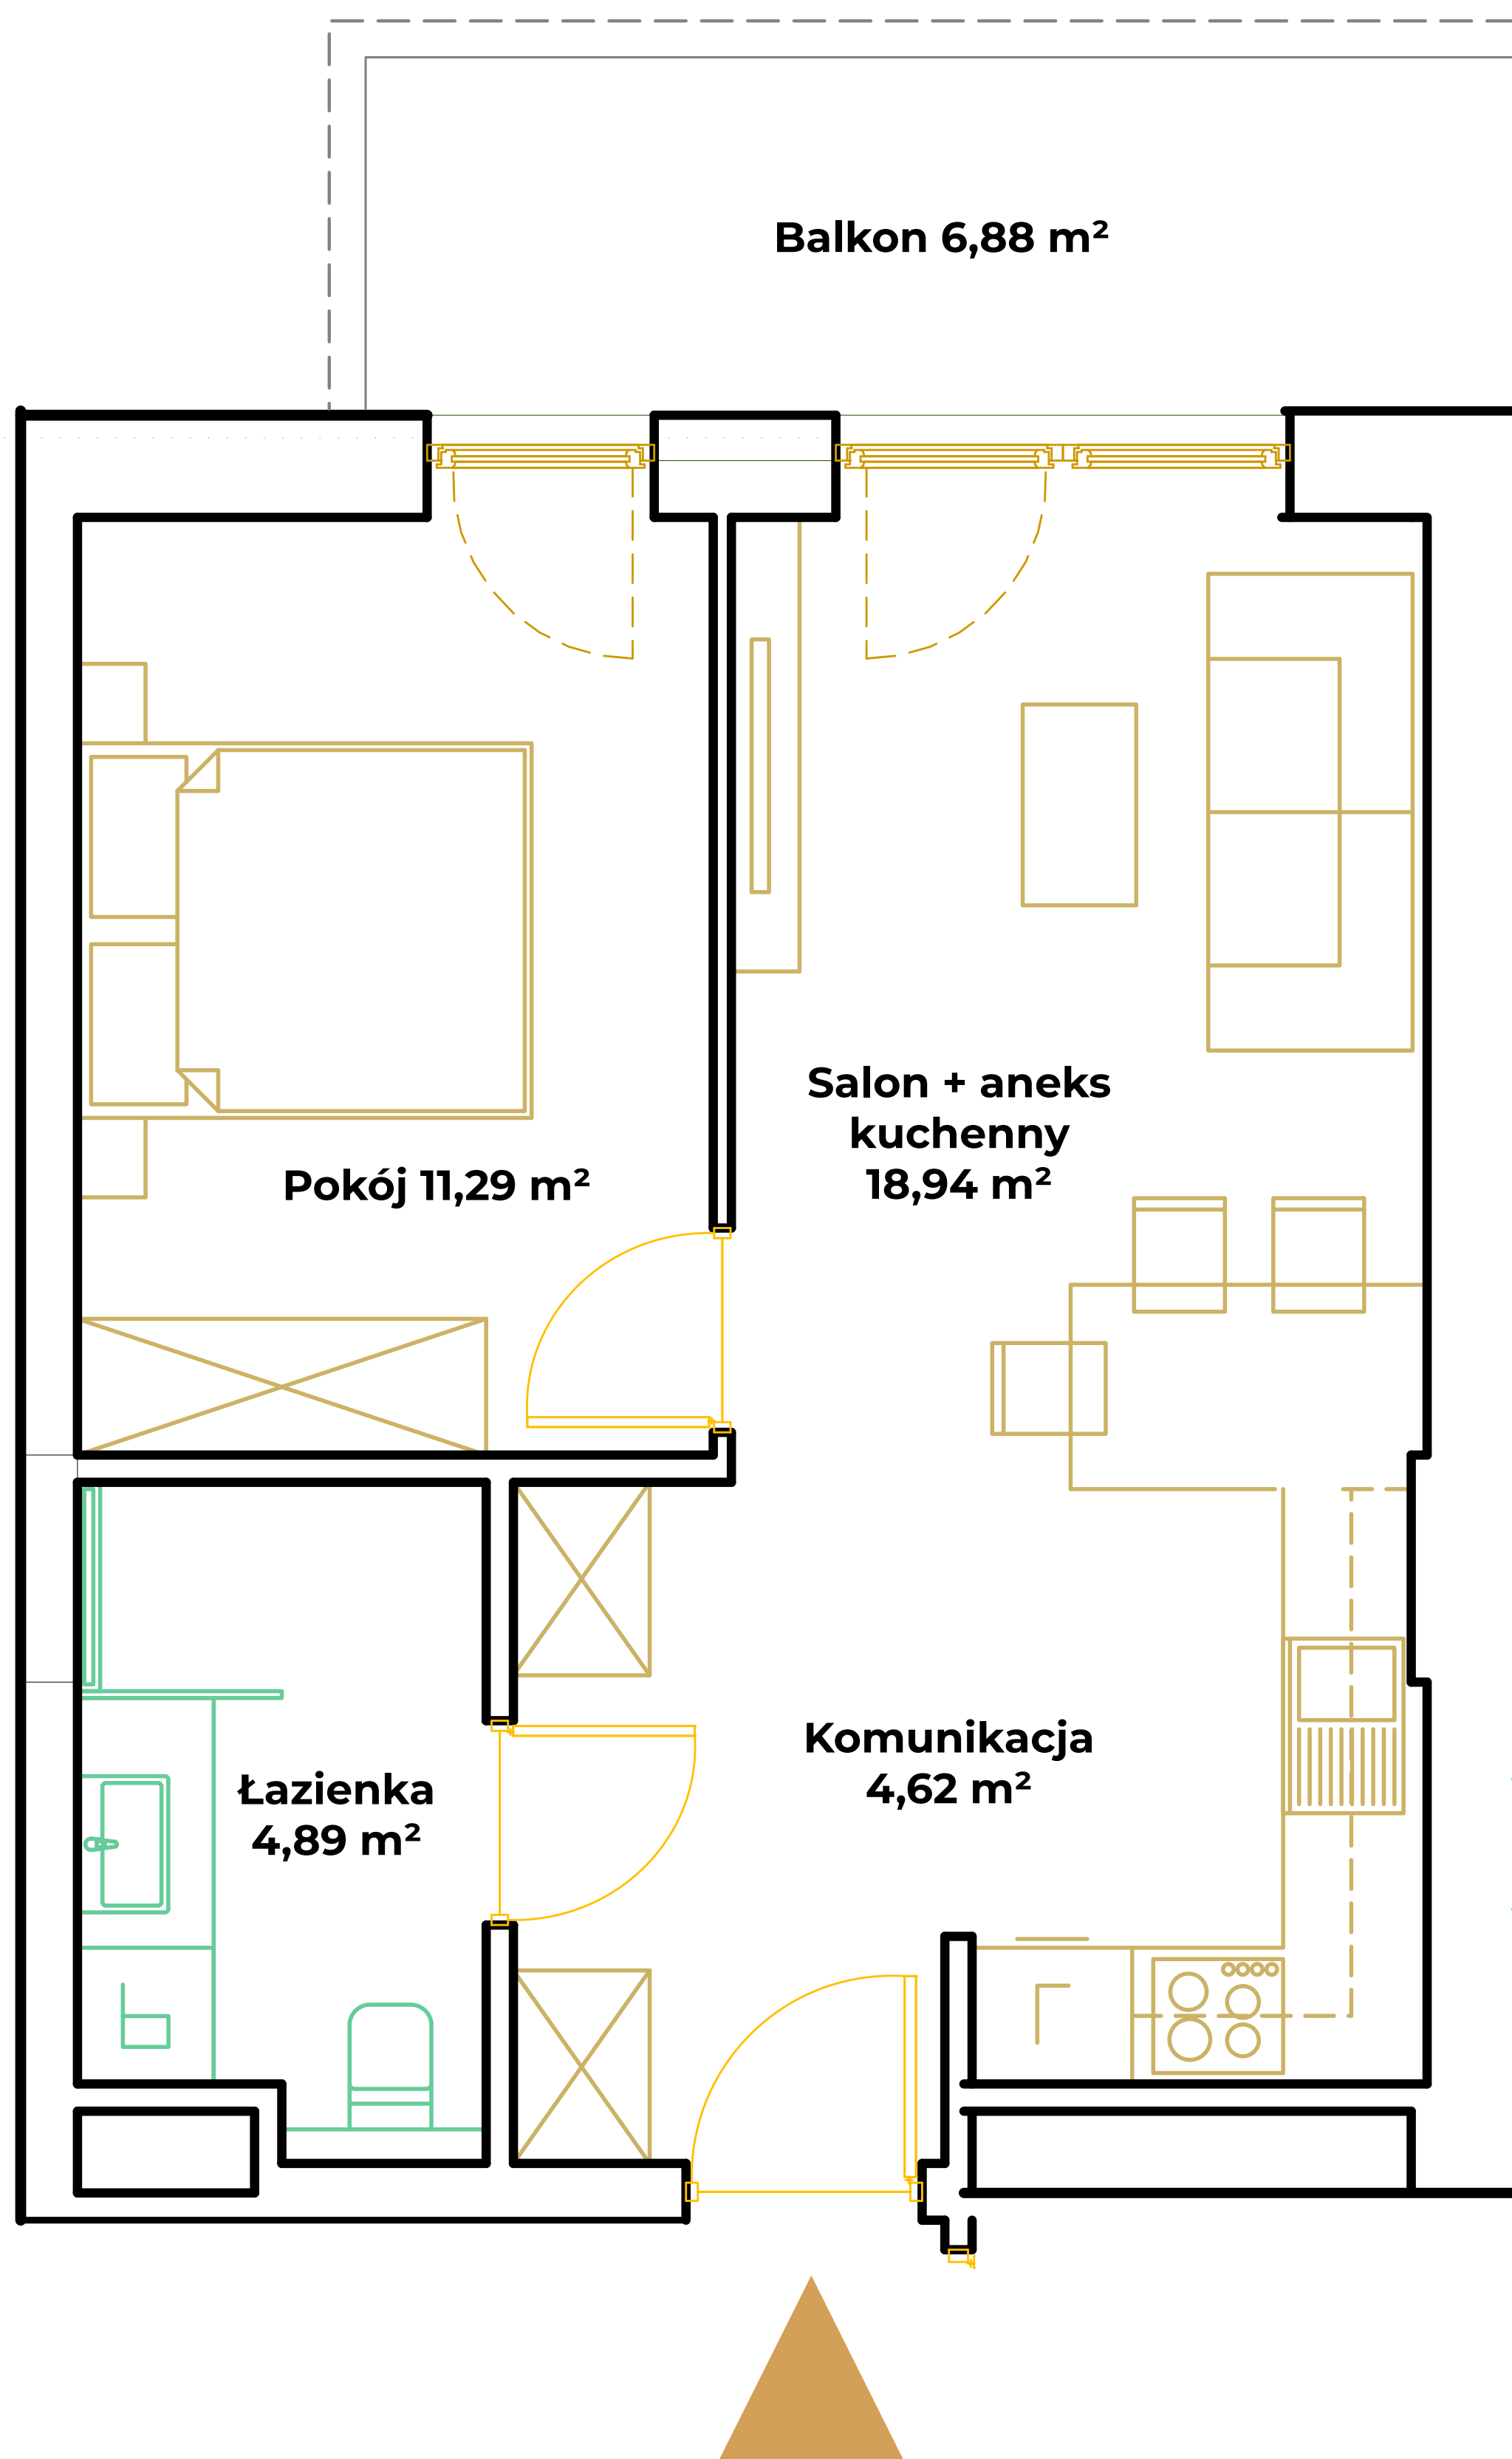 Balkon 6,88 m²
Salon + aneks
kuchenny
18,94 m²
Pokój 11,29 m²
Komunikacja
4,62 m²
Łazienka
4,89 m²